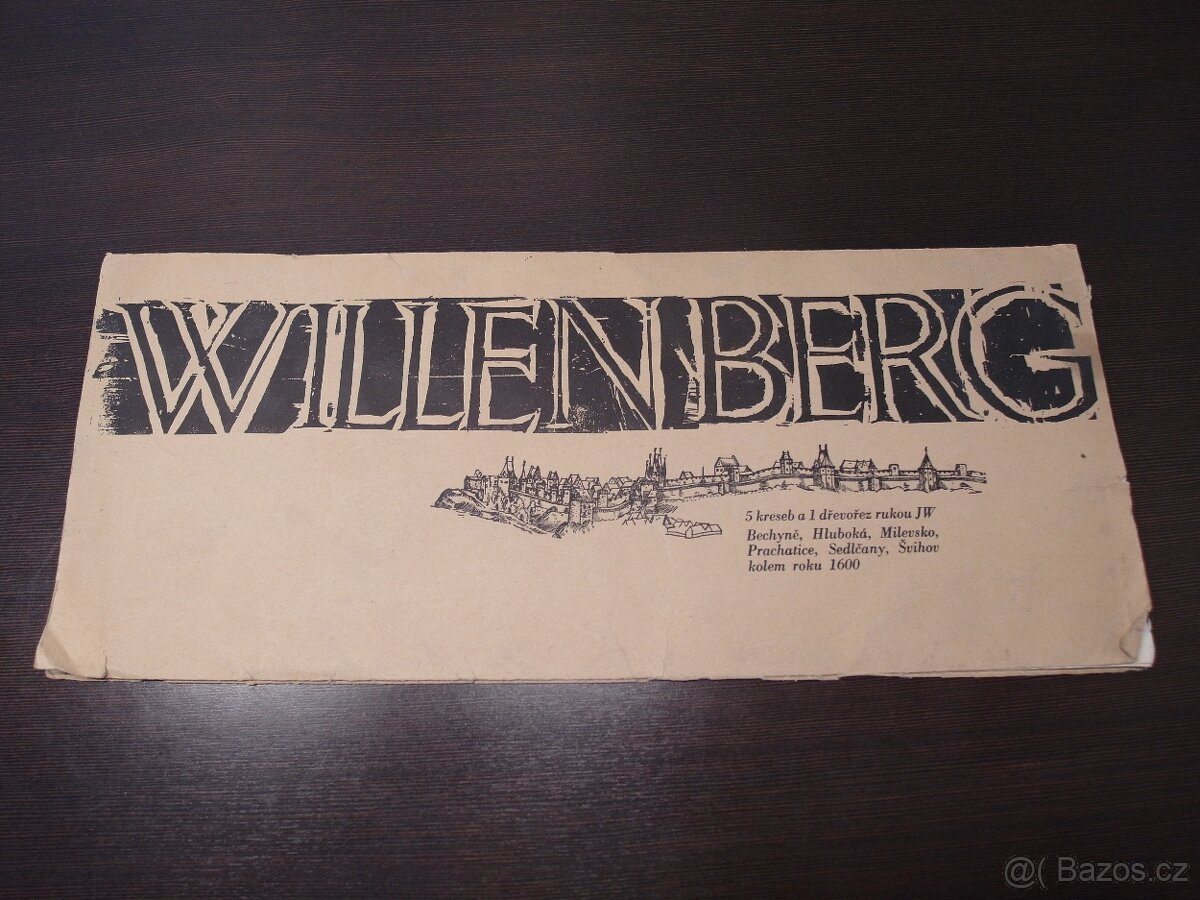 WILLENBERG
5 kreseb a 1 dřevořez rukou JW
Bechyně, Hluboká, Milevsko,
Prachatice, Sedlčany, Švihov
kolem roku 1600
@( Bazos.cz